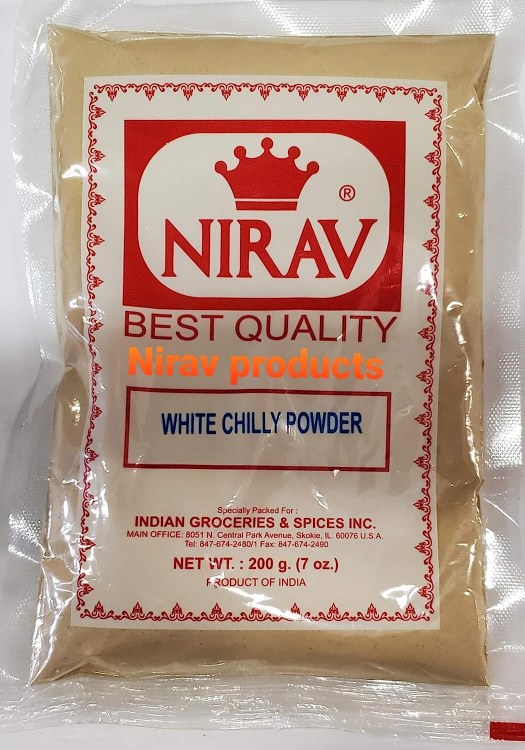 ®
NIRAV
BEST QUALITY
Nirav products
WHITE CHILLY POWDER
Specially Packed For :
INDIAN GROCERIES & SPICES INC.
MAIN OFFICE: 8051 N. Central Park Avenue, Skokie, IL. 60076 U.S.A.
Tel: 847-674-2480/1 Fax: 847-674-2490
NET WT. : 200 g. (7 oz.)
PRODUCT OF INDIA